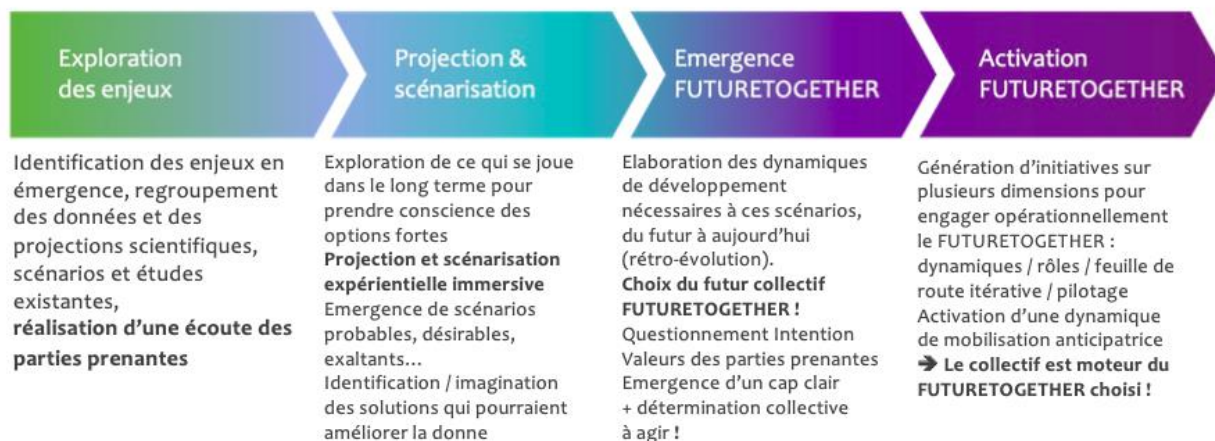 Exploration
des enjeux
Identification des enjeux en
émergence, regroupement
des données et des
projections scientifiques,
scénarios et études
existantes,
réalisation d'une écoute des
parties prenantes
Projection &
scénarisation
Exploration de ce qui se joue
dans le long terme pour
prendre conscience des
options fortes
Projection et scénarisation
expérientielle immersive
Emergence de scénarios
probables, désirables,
exaltants...
Identification / imagination
des solutions qui pourraient
améliorer la donne
Emergence
FUTURETOGETHER
Elaboration des dynamiques
de développement
nécessaires à ces scénarios,
du futur à aujourd'hui
(rétro-évolution).
Choix du futur collectif
FUTURETOGETHER !
Questionnement Intention
Valeurs des parties prenantes
Emergence d'un cap clair
+ détermination collective
à agir !
Activation
FUTURETOGETHER
Génération d'initiatives sur
plusieurs dimensions pour
engager opérationnellement
le FUTURETOGETHER :
dynamiques / rôles / feuille de
route itérative / pilotage
Activation d'une dynamique
de mobilisation anticipatrice
➔ Le collectif est moteur du
FUTURETOGETHER choisi !